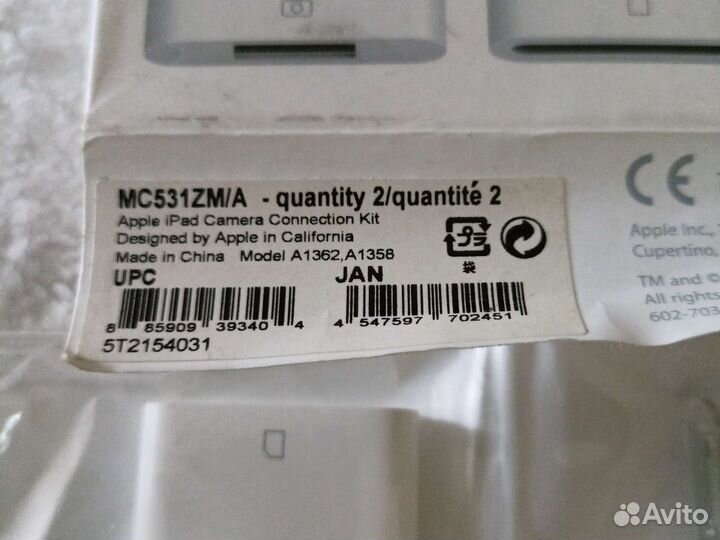 MC531ZM/A - quantity 2/quantité 2
Apple iPad Camera Connection Kit
Designed by Apple in California
Made in China Model A1362,A1358
UPC JAN
8 85909 39340 4
4 547597 702451
5T2154031
プラ
袋
CE
Apple Inc.,
Cupertino,
TM and ©
All rights
602-703
Avito